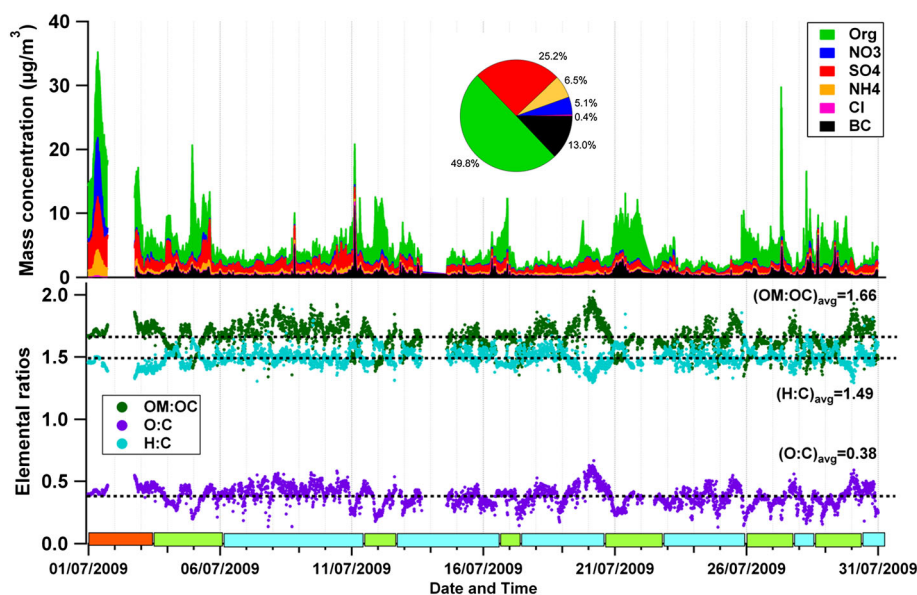 Mass concentration (µg/m³)
40
30
20
10
0
25.2%
6.5%
5.1%
0.4%
13.0%
49.8%
Org
NO3
SO4
NH4
Cl
BC
Elemental ratios
2.0
1.5
1.0
0.5
0.0
(OM:OC)avg=1.66
(H:C)avg=1.49
(O:C)avg=0.38
OM:OC
O:C
H:C
01/07/2009 06/07/2009 11/07/2009 16/07/2009 21/07/2009 26/07/2009 31/07/2009
Date and Time